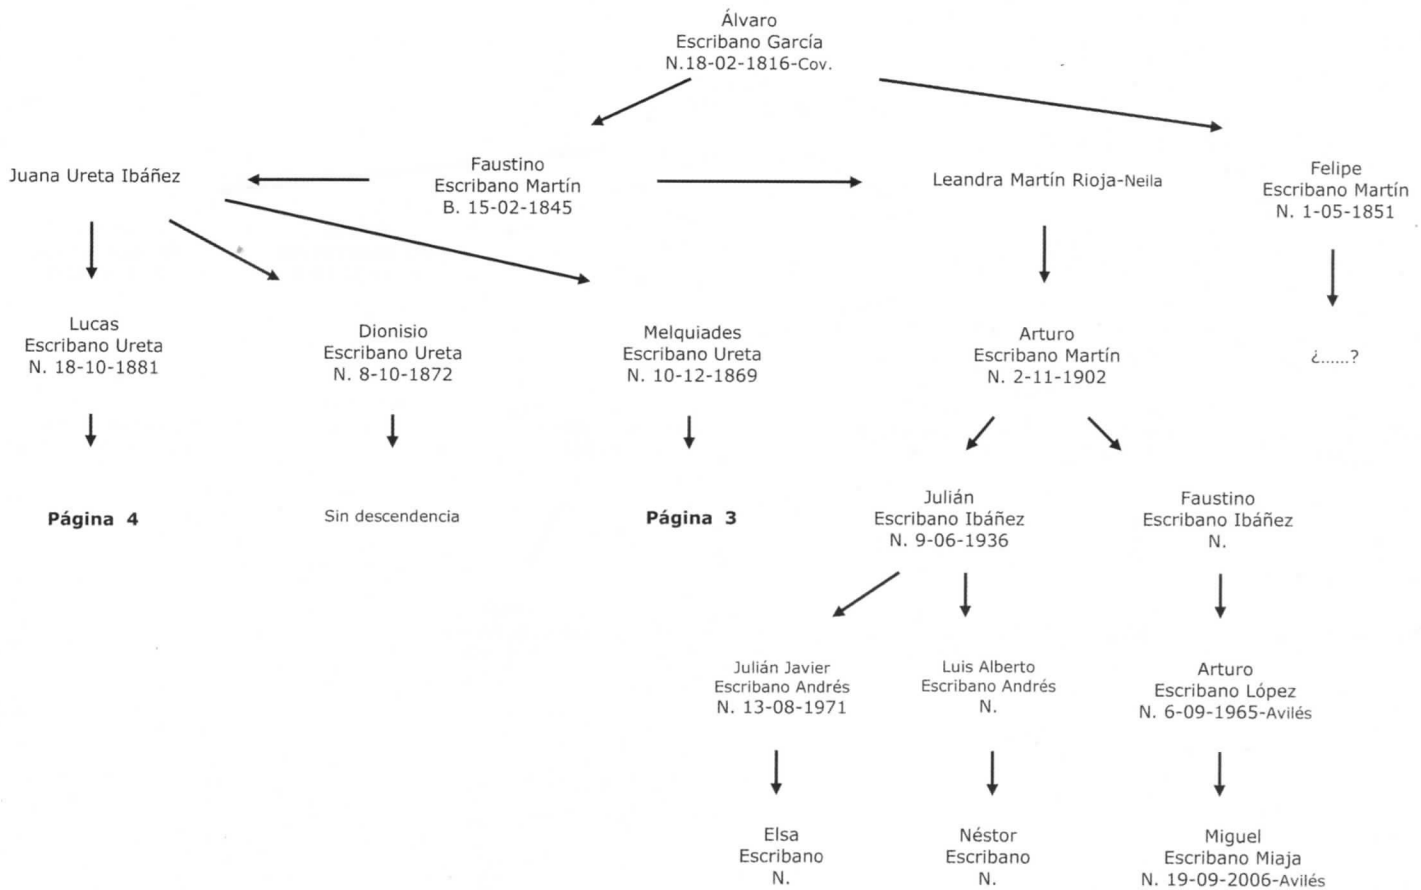 Álvaro
Escribano García
N.18-02-1816-Cov.
Juana Ureta Ibáñez
Faustino
Escribano Martín
B. 15-02-1845
Leandra Martín Rioja-Neila
Felipe
Escribano Martín
N. 1-05-1851
Lucas
Escribano Ureta
N. 18-10-1881
Dionisio
Escribano Ureta
N. 8-10-1872
Melquiades
Escribano Ureta
N. 10-12-1869
Arturo
Escribano Martín
N. 2-11-1902
¿......?
Página 4
Sin descendencia
Página 3
Julián
Escribano Ibáñez
N. 9-06-1936
Faustino
Escribano Ibáñez
N.
Julián Javier
Escribano Andrés
N. 13-08-1971
Luis Alberto
Escribano Andrés
N.
Arturo
Escribano López
N. 6-09-1965-Avilés
Elsa
Escribano
N.
Néstor
Escribano
N.
Miguel
Escribano Miaja
N. 19-09-2006-Avilés